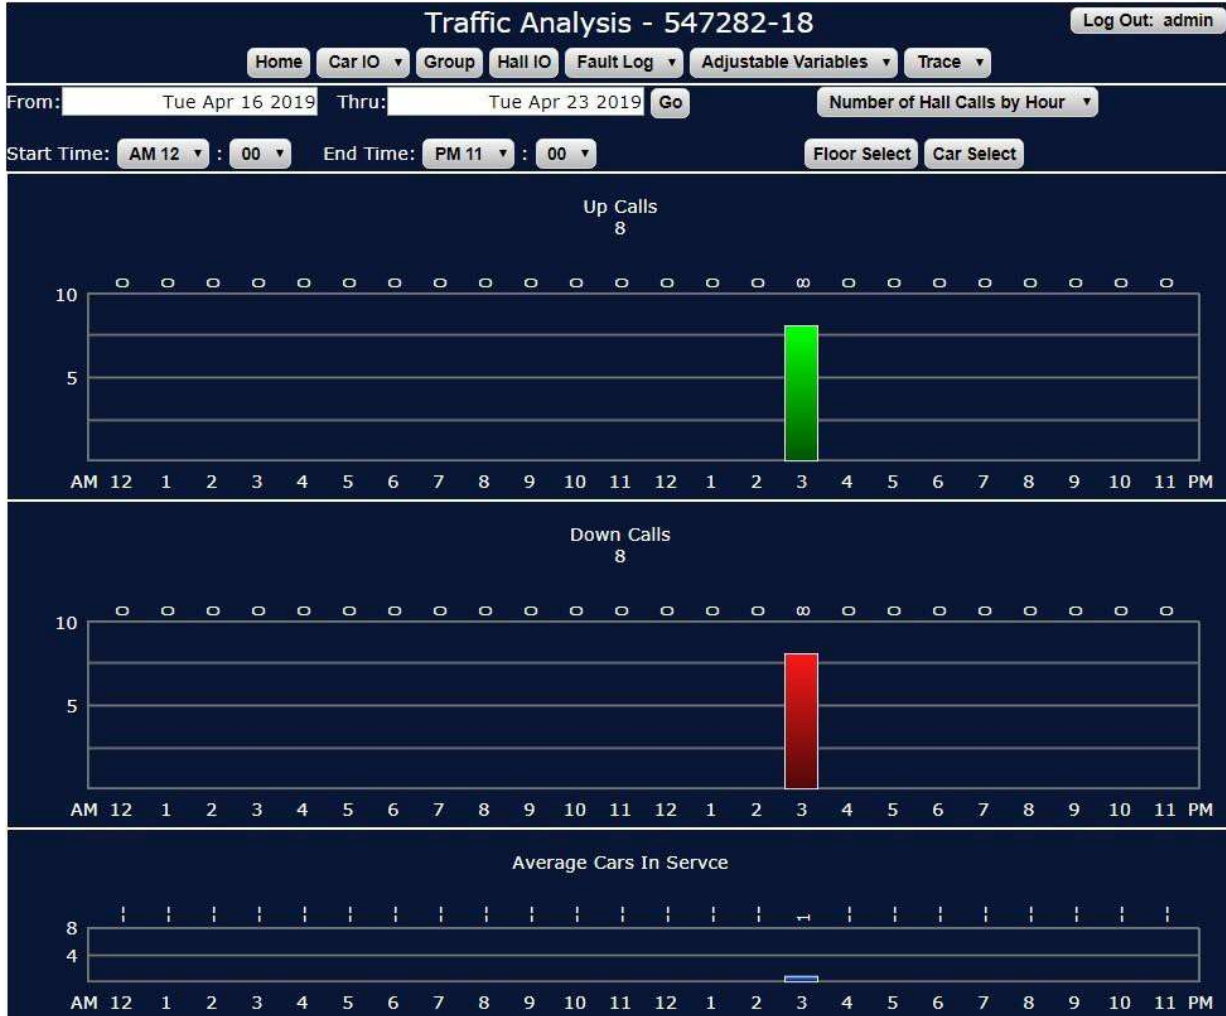 Traffic Analysis - 547282-18
Log Out: admin
Home Car IO ▼ Group Hall IO Fault Log ▼ Adjustable Variables ▼ Trace ▼
From: Tue Apr 16 2019 Thru: Tue Apr 23 2019 Go Number of Hall Calls by Hour ▼
Start Time: AM 12 ▼ : 00 ▼ End Time: PM 11 ▼ : 00 ▼ Floor Select Car Select
Up Calls
8
0 0 0 0 0 0 0 0 0 0 0 0 0 0 0 8 0 0 0 0 0 0 0 0
10
5
AM 12 1 2 3 4 5 6 7 8 9 10 11 12 1 2 3 4 5 6 7 8 9 10 11 PM
Down Calls
8
0 0 0 0 0 0 0 0 0 0 0 0 0 0 0 8 0 0 0 0 0 0 0 0
10
5
AM 12 1 2 3 4 5 6 7 8 9 10 11 12 1 2 3 4 5 6 7 8 9 10 11 PM
Average Cars In Servce
-- -- -- -- -- -- -- -- -- -- -- -- -- -- -- 1 -- -- -- -- -- -- -- --
8
4
AM 12 1 2 3 4 5 6 7 8 9 10 11 12 1 2 3 4 5 6 7 8 9 10 11 PM